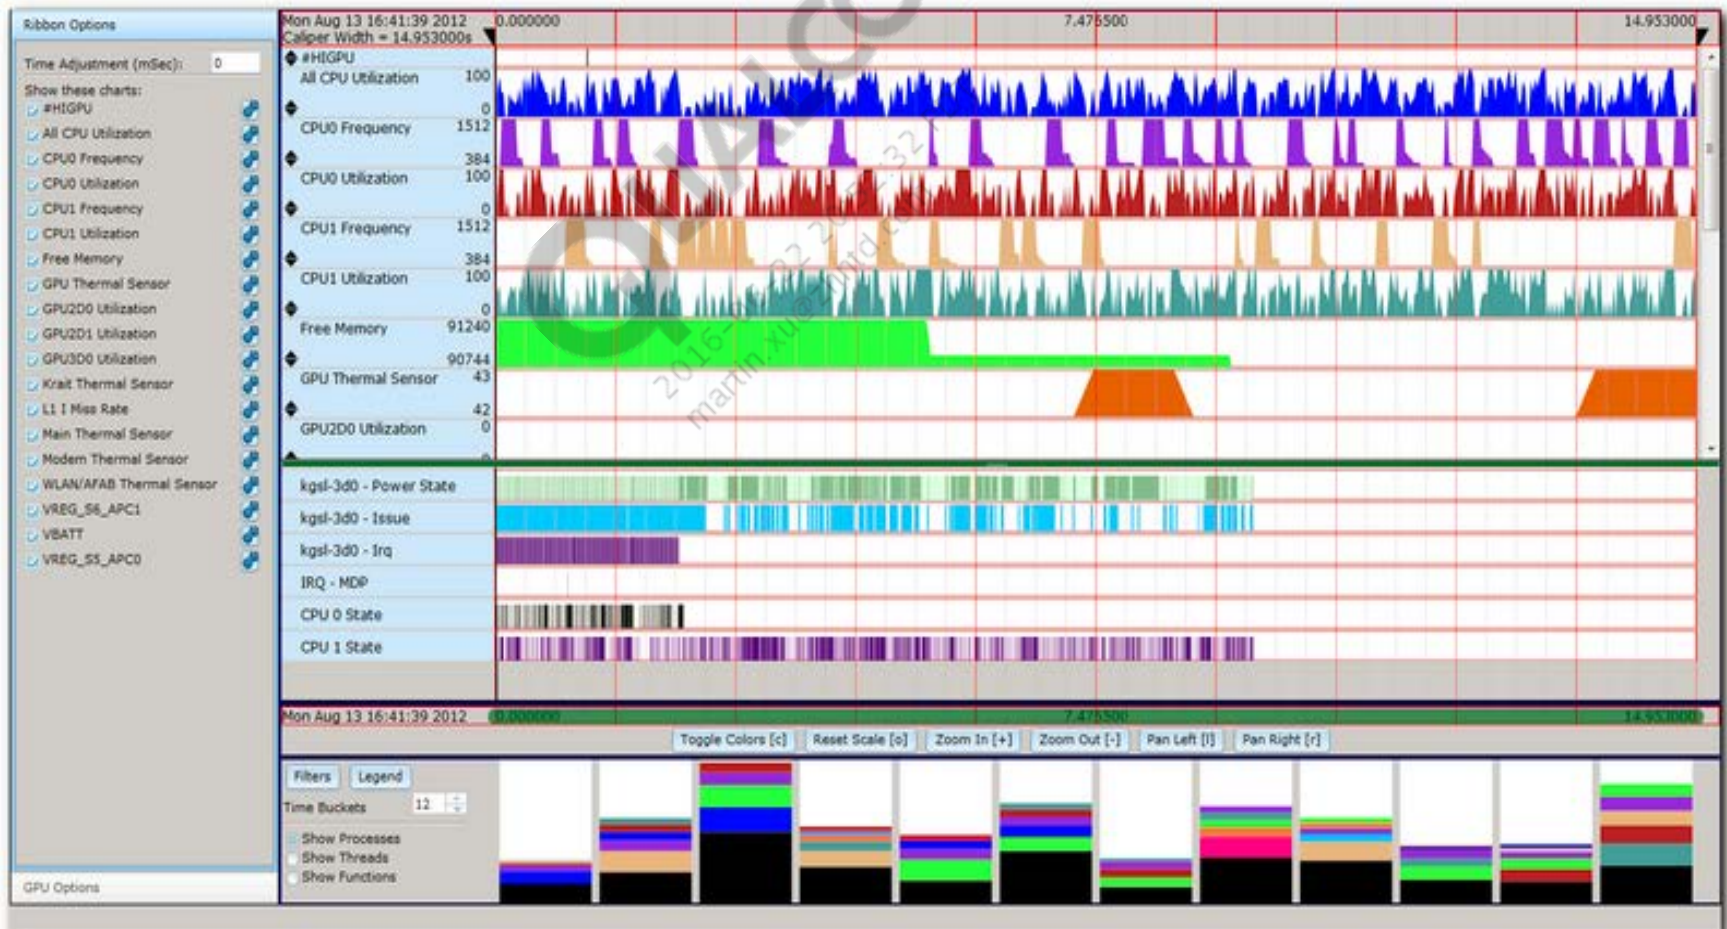 Ribbon Options
Time Adjustment (mSec): 0
Show these charts:
#HIGPU
All CPU Utilization
CPU0 Frequency
CPU0 Utilization
CPU1 Frequency
CPU1 Utilization
Free Memory
GPU Thermal Sensor
GPU2D0 Utilization
GPU2D1 Utilization
GPU3D0 Utilization
Krait Thermal Sensor
L1 I Miss Rate
Main Thermal Sensor
Modem Thermal Sensor
WLAN/AFAB Thermal Sensor
VREG_S6_APC1
VBATT
VREG_S5_APC0
GPU Options
Mon Aug 13 16:41:39 2012 0.000000 7.475500 14.953000
Caliper Width = 14.953000s
#HIGPU
All CPU Utilization 100
0
CPU0 Frequency 1512
384
CPU0 Utilization 100
0
CPU1 Frequency 1512
384
CPU1 Utilization 100
0
Free Memory 91240
90744
GPU Thermal Sensor 43
42
GPU2D0 Utilization 0
0
kgsl-3d0 - Power State
kgsl-3d0 - Issue
kgsl-3d0 - Irq
IRQ - MDP
CPU 0 State
CPU 1 State
Mon Aug 13 16:41:39 2012 0.000000 7.475500 14.953000
Toggle Colors [c] Reset Scale [o] Zoom In [+] Zoom Out [-] Pan Left [l] Pan Right [r]
Filters Legend
Time Buckets 12
Show Processes
Show Threads
Show Functions